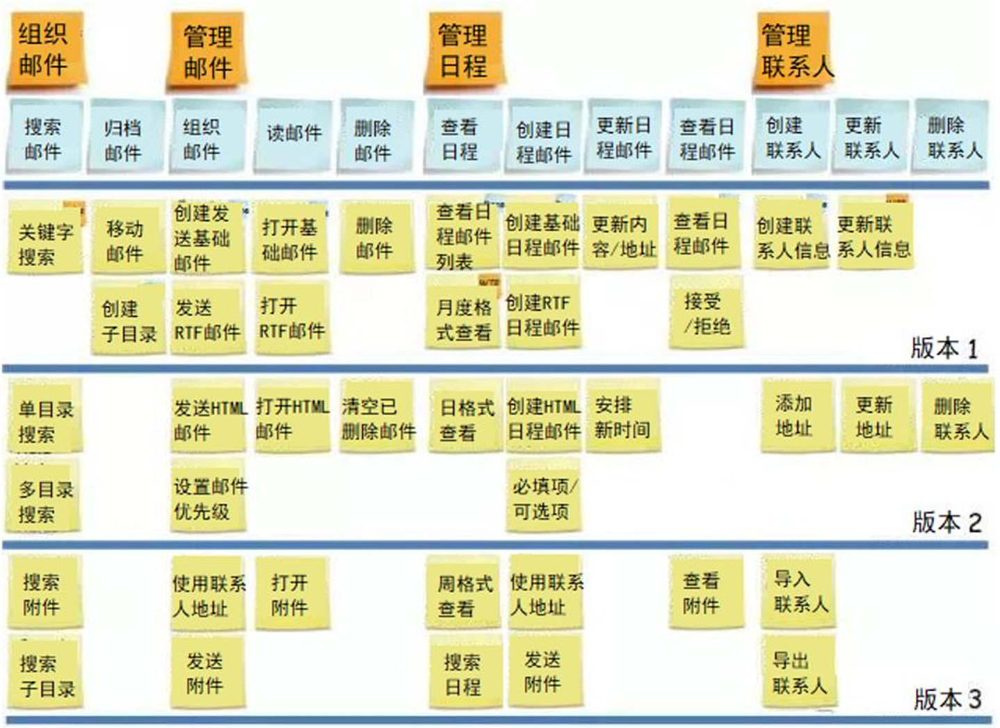 组织
邮件
管理
邮件
管理
日程
管理
联系人
搜索
邮件
归档
邮件
组织
邮件
读邮件
删除
邮件
查看
日程
创建日
程邮件
更新日
程邮件
查看日
程邮件
创建
联系人
更新
联系人
删除
联系人
关键字
搜索
移动
邮件
创建发
送基础
邮件
打开基
础邮件
删除
邮件
查看日
程邮件
列表
创建基础
日程邮件
更新内
容/地址
查看日
程邮件
创建联
系人信息
更新联
系人信息
创建
子目录
发送
RTF邮件
打开
RTF邮件
月度格
式查看
创建RTF
日程邮件
接受
/拒绝
版本 1
单目录
搜索
发送HTML
邮件
打开HTML
邮件
清空已
删除邮件
日格式
查看
创建HTML
日程邮件
安排
新时间
添加
地址
更新
地址
删除
联系人
多目录
搜索
设置邮件
优先级
必填项/
可选项
版本 2
搜索
附件
使用联系
人地址
打开
附件
周格式
查看
使用联系
人地址
查看
附件
导入
联系人
搜索
子目录
发送
附件
搜索
日程
发送
附件
导出
联系人
版本 3